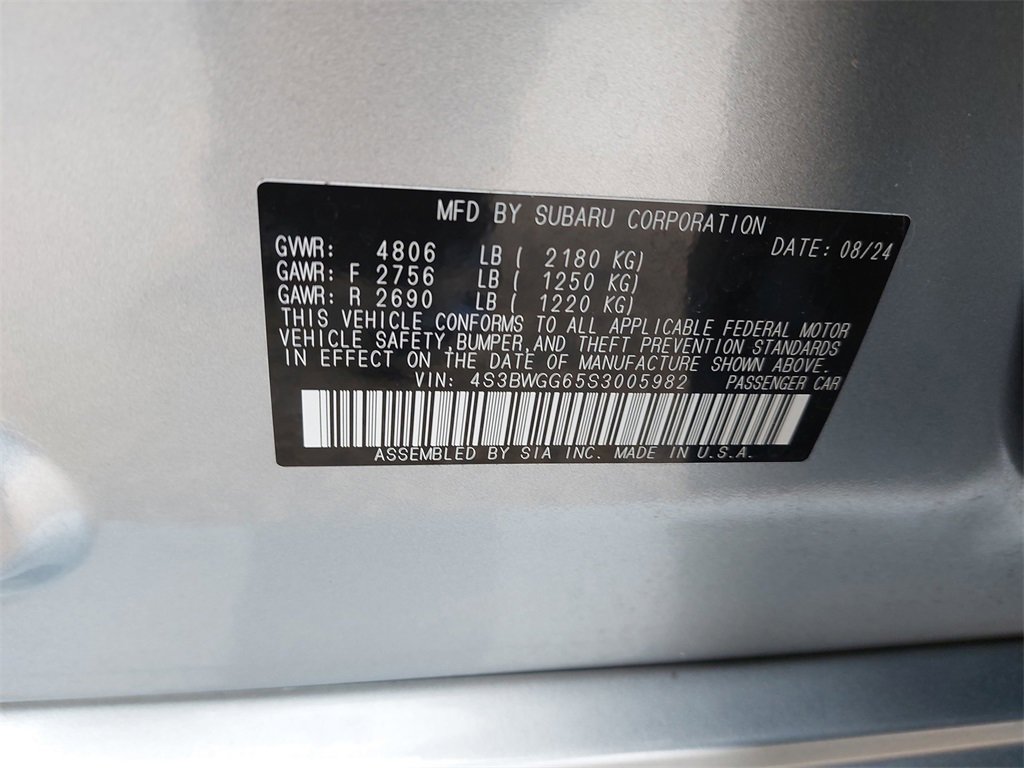 MFD BY SUBARU CORPORATION
DATE: 08/24
GVWR: 4806 LB ( 2180 KG)
GAWR: F 2756 LB ( 1250 KG)
GAWR: R 2690 LB ( 1220 KG)
THIS VEHICLE CONFORMS TO ALL APPLICABLE FEDERAL MOTOR
VEHICLE SAFETY, BUMPER, AND THEFT PREVENTION STANDARDS
IN EFFECT ON THE DATE OF MANUFACTURE SHOWN ABOVE.
VIN: 4S3BWGG65S3005982 PASSENGER CAR
ASSEMBLED BY SIA INC. MADE IN U.S.A.